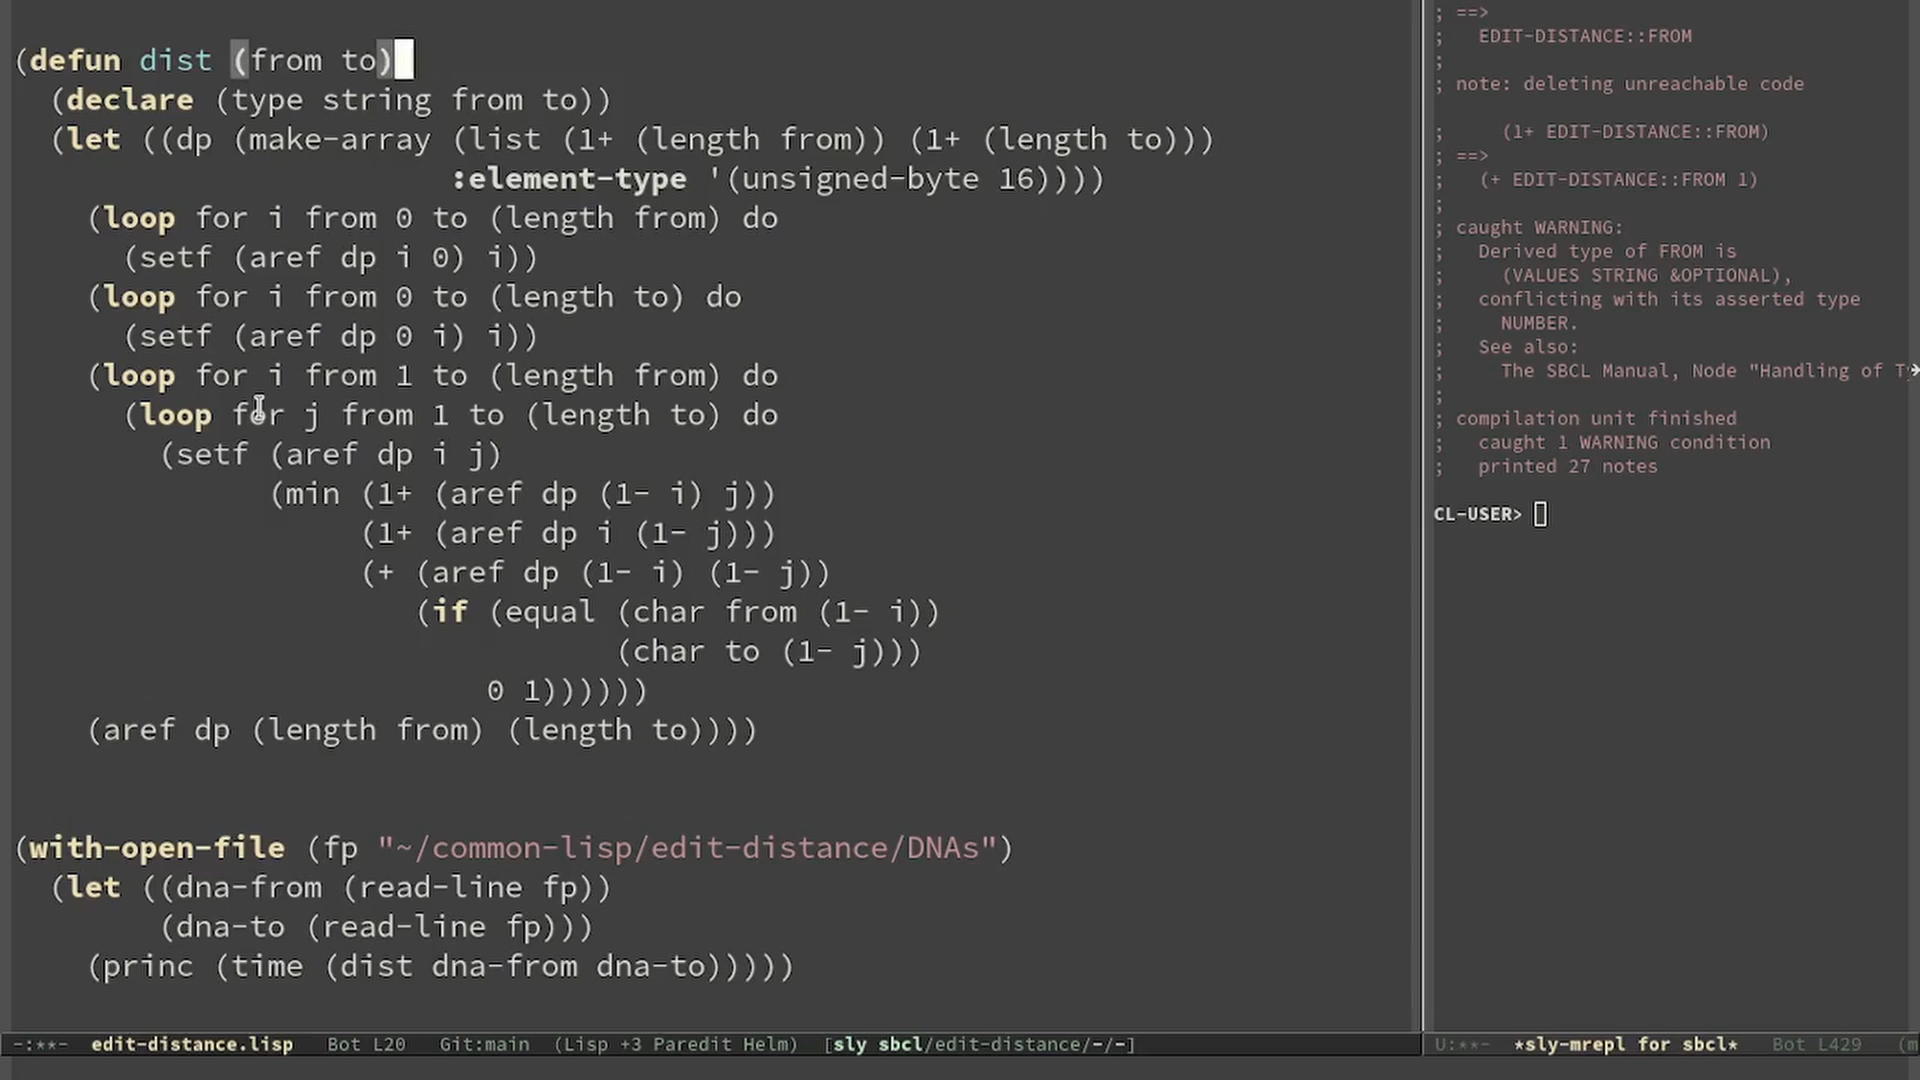 (defun dist (from to)
  (declare (type string from to))
  (let ((dp (make-array (list (1+ (length from)) (1+ (length to)))
                        :element-type '(unsigned-byte 16))))
    (loop for i from 0 to (length from) do
      (setf (aref dp i 0) i))
    (loop for i from 0 to (length to) do
      (setf (aref dp 0 i) i))
    (loop for i from 1 to (length from) do
      (loop for j from 1 to (length to) do
        (setf (aref dp i j)
              (min (1+ (aref dp (1- i) j))
                   (1+ (aref dp i (1- j)))
                   (+ (aref dp (1- i) (1- j))
                      (if (equal (char from (1- i))
                                 (char to (1- j)))
                          0 1))))))
    (aref dp (length from) (length to))))
(with-open-file (fp "~/common-lisp/edit-distance/DNAs")
  (let ((dna-from (read-line fp))
        (dna-to (read-line fp)))
    (princ (time (dist dna-from dna-to)))))
-:**-  edit-distance.lisp   Bot L20   Git:main  (Lisp +3 Paredit Helm)  [sly sbcl/edit-distance/-/-]
; ==>
;   EDIT-DISTANCE::FROM
;
; note: deleting unreachable code
;     (1+ EDIT-DISTANCE::FROM)
; ==>
;   (+ EDIT-DISTANCE::FROM 1)
;
; caught WARNING:
;   Derived type of FROM is
;     (VALUES STRING &OPTIONAL),
;   conflicting with its asserted type
;     NUMBER.
;   See also:
;     The SBCL Manual, Node "Handling of
;
; compilation unit finished
;   caught 1 WARNING condition
;   printed 27 notes
CL-USER>
U:**-  *sly-mrepl for sbcl*   Bot L429   (m